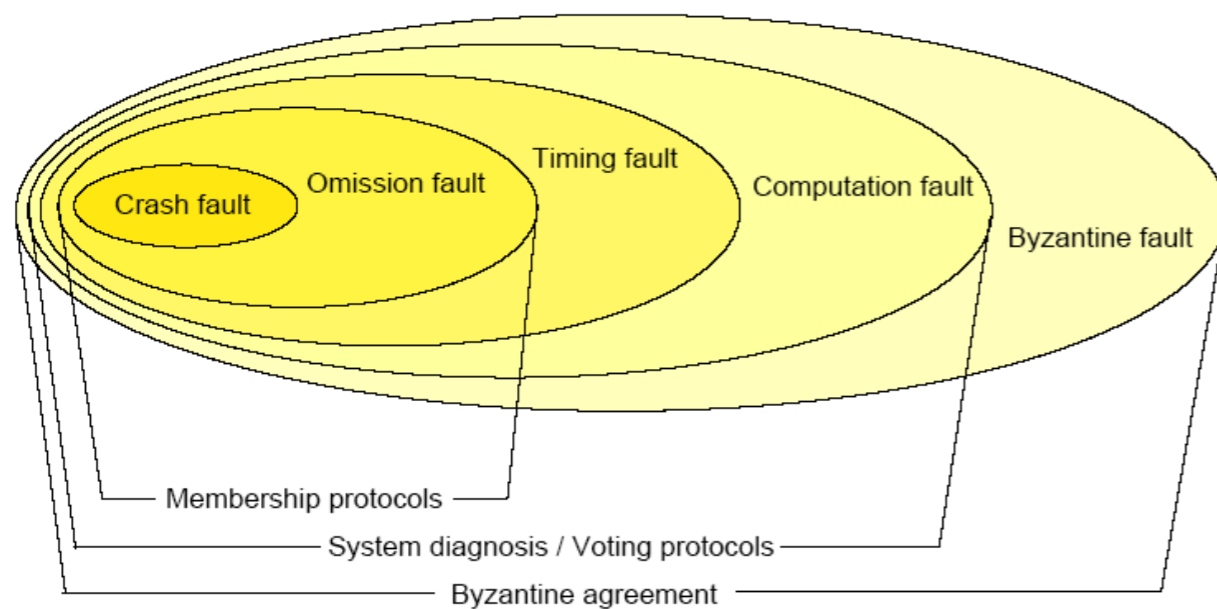 Crash fault
Omission fault
Timing fault
Computation fault
Byzantine fault
Membership protocols
System diagnosis / Voting protocols
Byzantine agreement